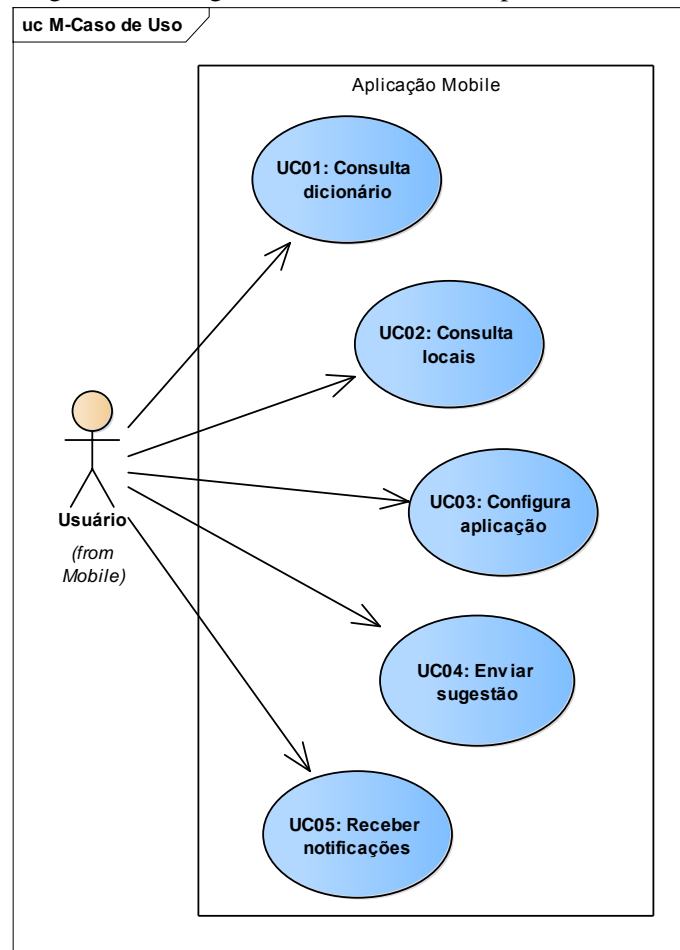 uc M-Caso de Uso
Aplicação Mobile
UC01: Consulta
dicionário
UC02: Consulta
locais
UC03: Configura
aplicação
Usuário
(from
Mobile)
UC04: Enviar
sugestão
UC05: Receber
notificações